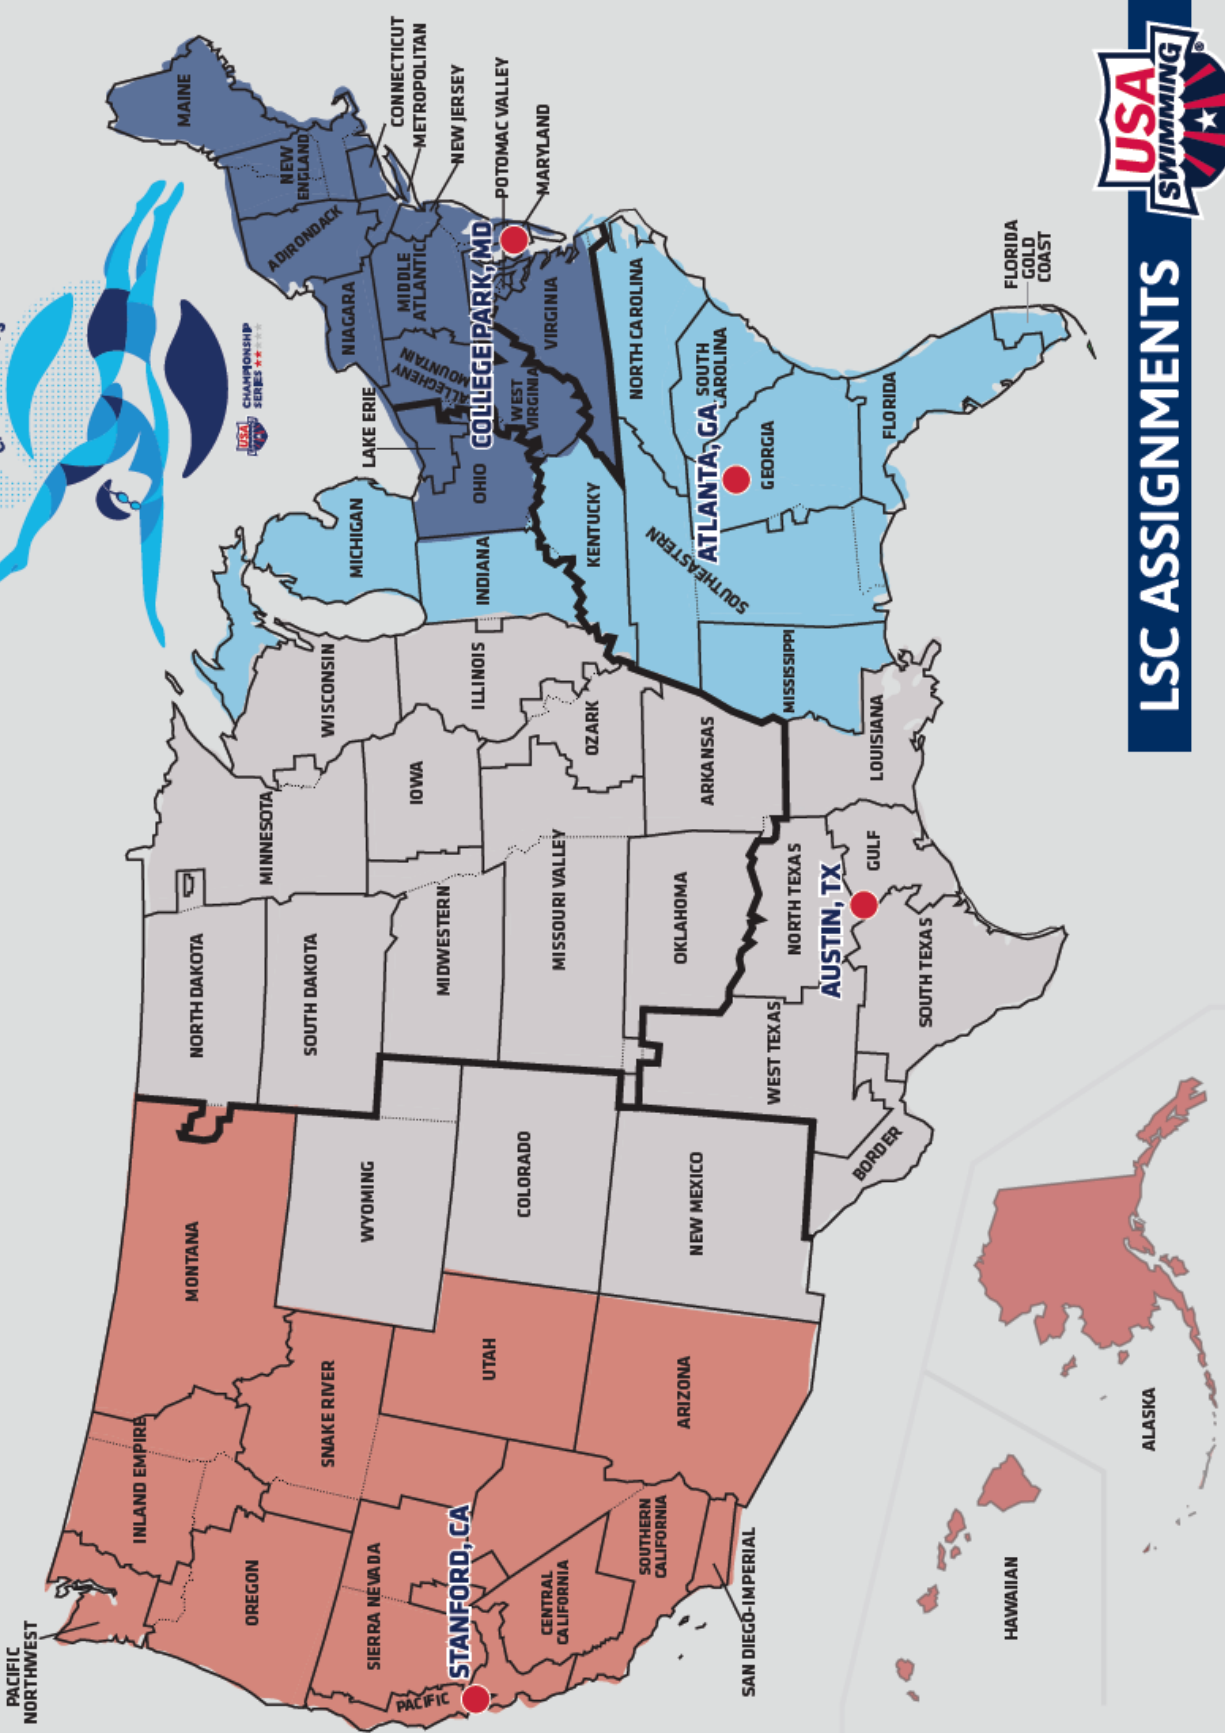 USA
CHAMPIONSHIP
SERIES
PACIFIC
NORTHWEST
INLAND EMPIRE
OREGON
SNAKE RIVER
MONTANA
SIERRA NEVADA
PACIFIC
STANFORD, CA
CENTRAL
CALIFORNIA
SOUTHERN
CALIFORNIA
SAN DIEGO-IMPERIAL
UTAH
ARIZONA
WYOMING
COLORADO
NEW MEXICO
NORTH DAKOTA
SOUTH DAKOTA
MIDWESTERN
MISSOURI VALLEY
OKLAHOMA
WEST TEXAS
NORTH TEXAS
AUSTIN, TX
BORDER
SOUTH TEXAS
GULF
MINNESOTA
IOWA
WISCONSIN
ILLINOIS
OZARK
ARKANSAS
LOUISIANA
MISSISSIPPI
MICHIGAN
INDIANA
KENTUCKY
SOUTHEASTERN
ATLANTA, GA
GEORGIA
SOUTH
CAROLINA
NORTH CAROLINA
FLORIDA
FLORIDA
GOLD
COAST
LAKE ERIE
OHIO
ALLEGHENY
MOUNTAIN
WEST
VIRGINIA
VIRGINIA
COLLEGE PARK, MD
NIAGARA
ADIRONDACK
MIDDLE
ATLANTIC
NEW
ENGLAND
MAINE
CONNECTICUT
METROPOLITAN
NEW JERSEY
POTOMAC VALLEY
MARYLAND
HAWAIIAN
ALASKA
LSC ASSIGNMENTS
USA
SWIMMING®